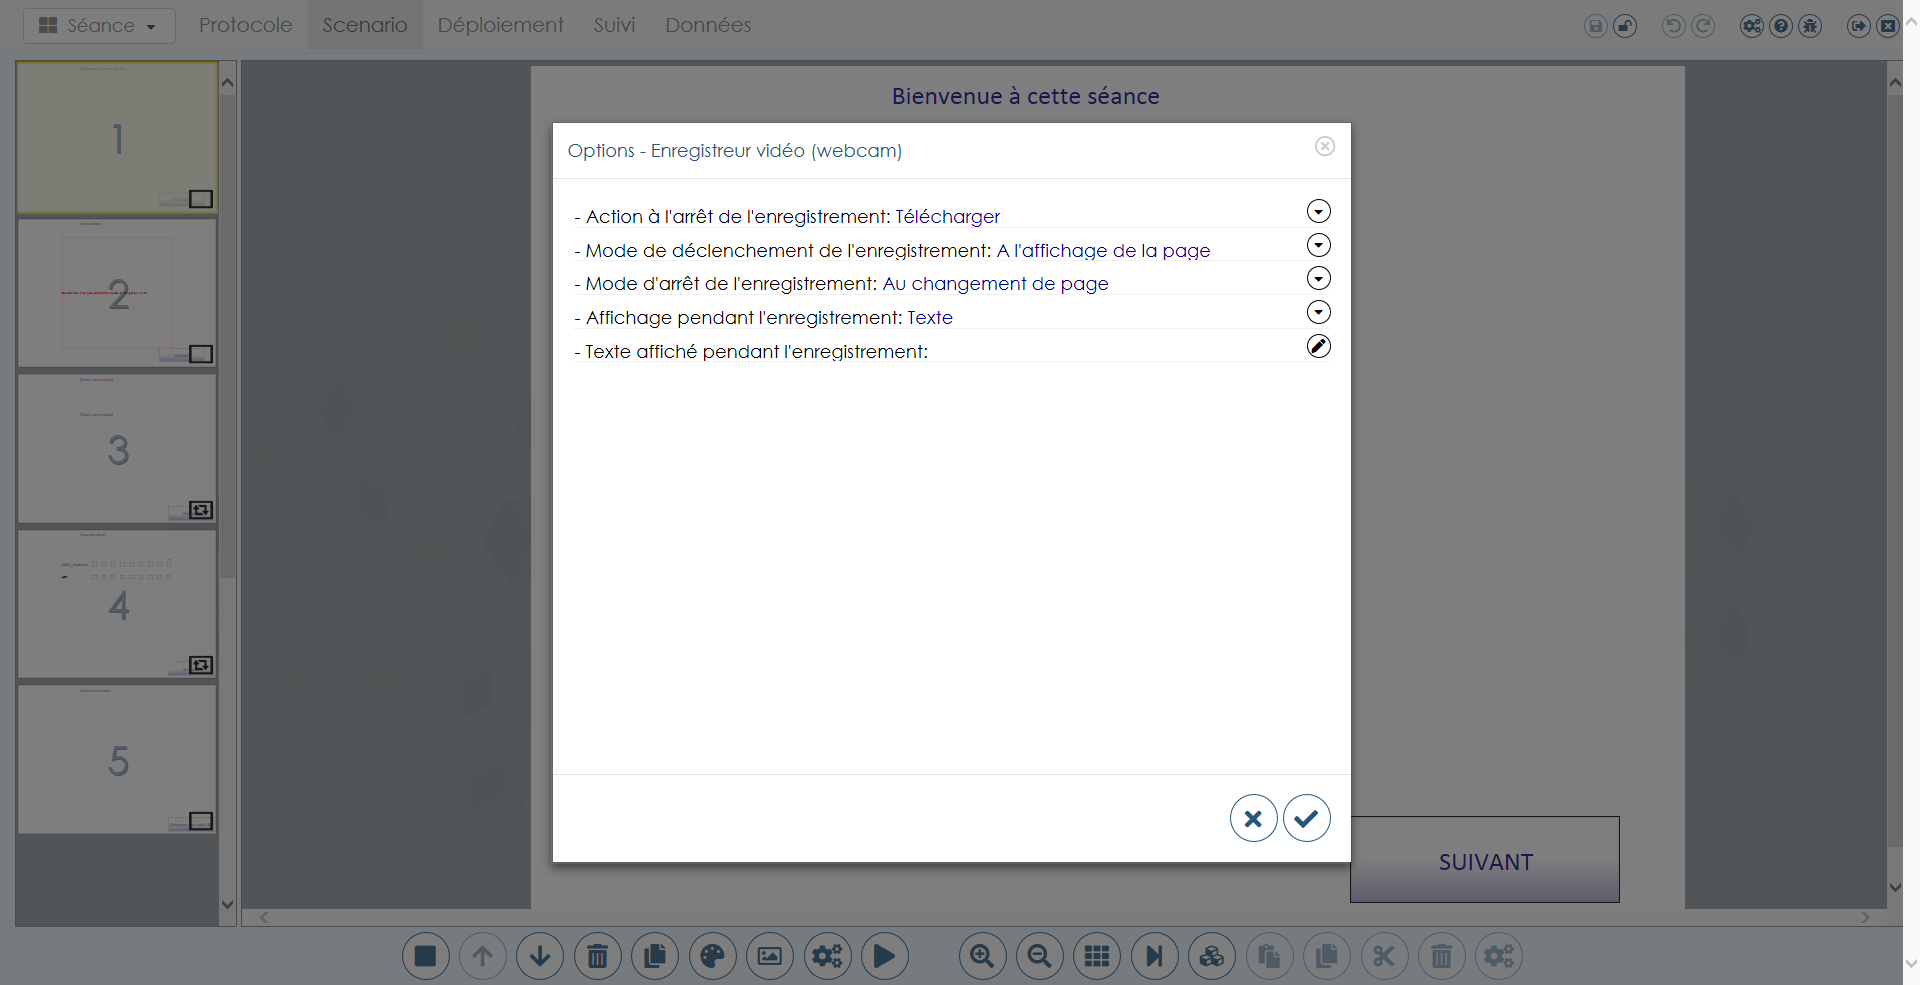 Séance
Protocole
Scenario
Déploiement
Suivi
Données
1
2
3
4
5
Bienvenue à cette séance
Options - Enregistreur vidéo (webcam)
- Action à l'arrêt de l'enregistrement: Télécharger
- Mode de déclenchement de l'enregistrement: A l'affichage de la page
- Mode d'arrêt de l'enregistrement: Au changement de page
- Affichage pendant l'enregistrement: Texte
- Texte affiché pendant l'enregistrement:
SUIVANT